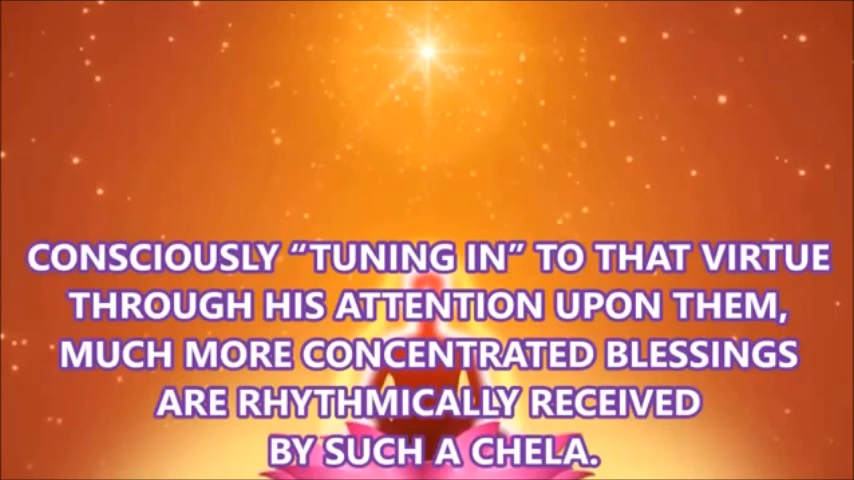 CONSCIOUSLY “TUNING IN” TO THAT VIRTUE
THROUGH HIS ATTENTION UPON THEM,
MUCH MORE CONCENTRATED BLESSINGS
ARE RHYTHMICALLY RECEIVED
BY SUCH A CHELA.